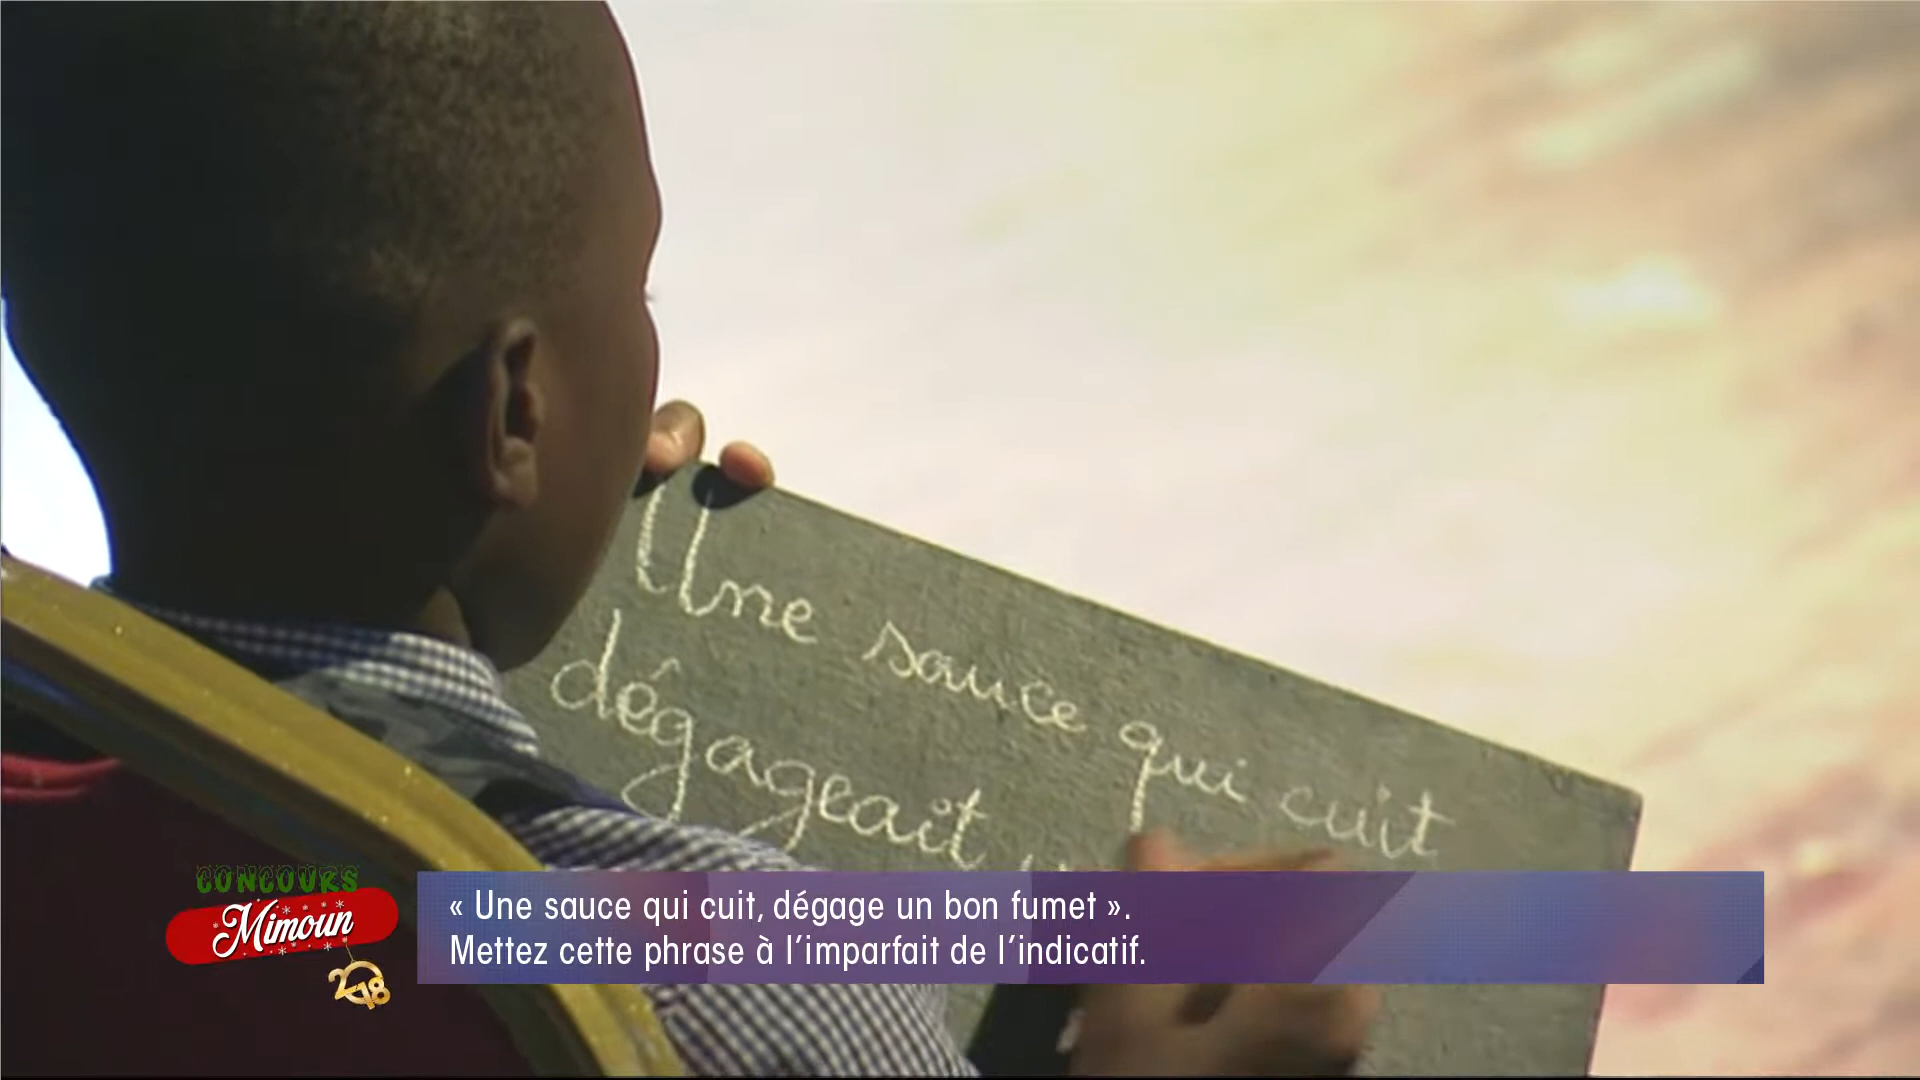 Une sauce qui cuit
dégageait
CONCOURS
Mimoun
2018
« Une sauce qui cuit, dégage un bon fumet ».
Mettez cette phrase à l'imparfait de l'indicatif.